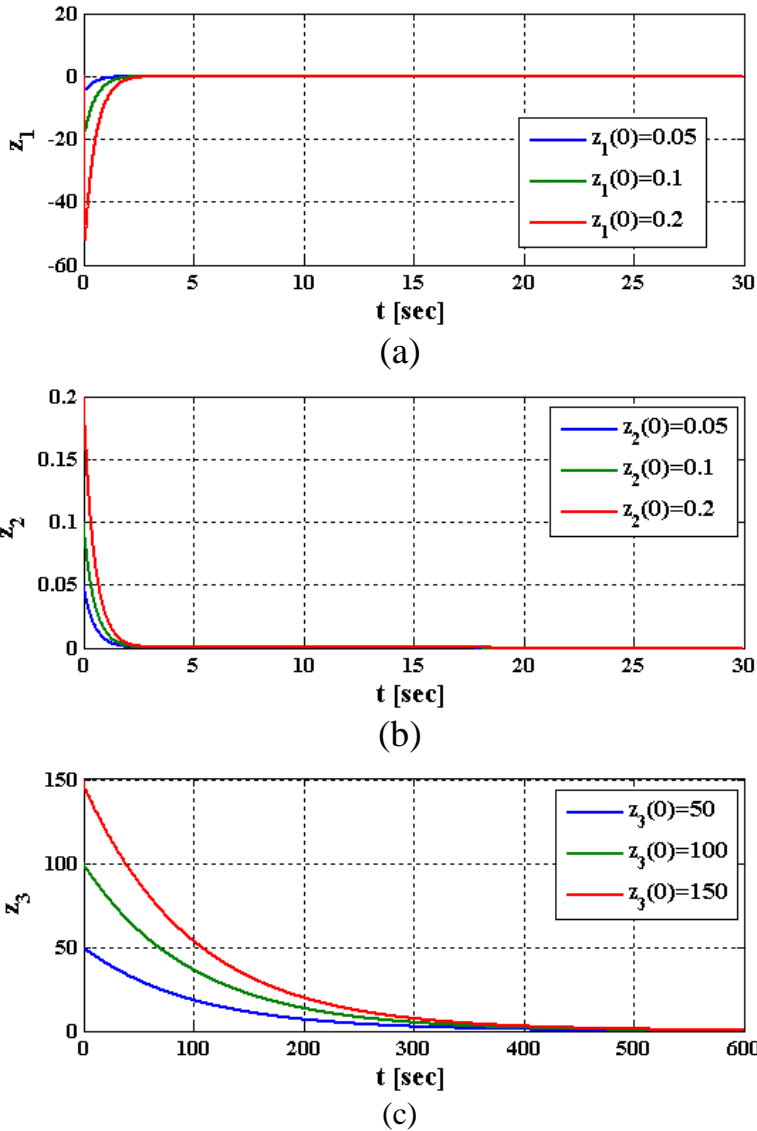 20
0
-20
-40
-60
z1
z1(0)=0.05
z1(0)=0.1
z1(0)=0.2
0 5 10 15 20 25 30
t [sec]
(a)
0.2
0.15
0.1
0.05
0
z2
z2(0)=0.05
z2(0)=0.1
z2(0)=0.2
0 5 10 15 20 25 30
t [sec]
(b)
150
100
50
0
z3
z3(0)=50
z3(0)=100
z3(0)=150
0 100 200 300 400 500 600
t [sec]
(c)